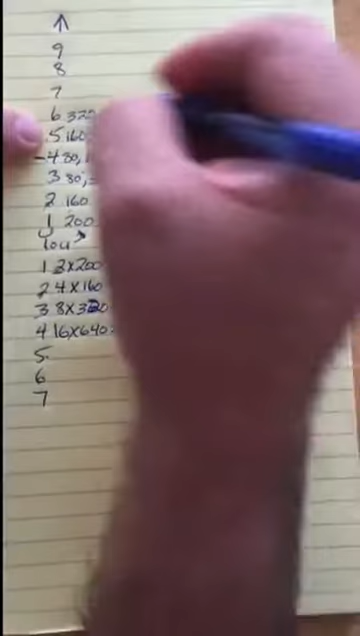 ↑
9
8
7
6 320
5 160
-4 80,
3 80,
2 160
1 200
You
1 2x200
2 4x160
3 8x320
4 16x640
5
6
7